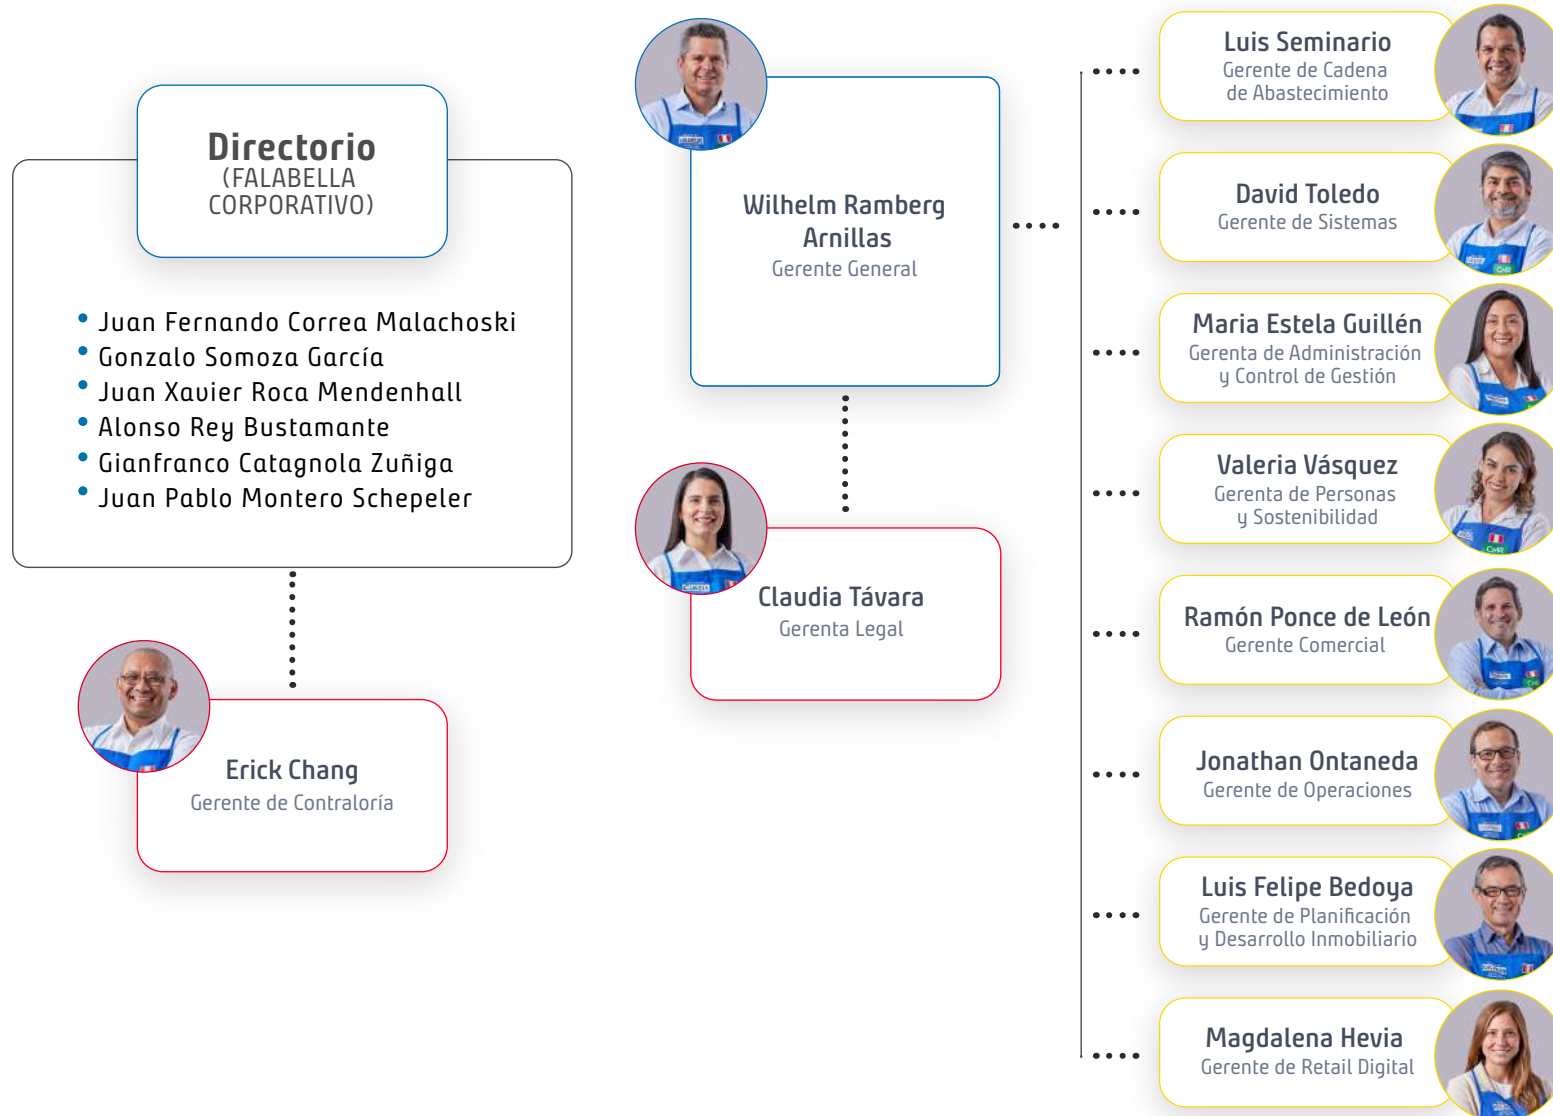 Directorio
(FALABELLA
CORPORATIVO)
Juan Fernando Correa Malachoski
Gonzalo Somoza García
Juan Xavier Roca Mendenhall
Alonso Rey Bustamante
Gianfranco Catagnola Zuñiga
Juan Pablo Montero Schepeler
Erick Chang
Gerente de Contraloría
Wilhelm Ramberg
Arnillas
Gerente General
Claudia Távara
Gerenta Legal
Luis Seminario
Gerente de Cadena
de Abastecimiento
David Toledo
Gerente de Sistemas
Maria Estela Guillén
Gerenta de Administración
y Control de Gestión
Valeria Vásquez
Gerenta de Personas
y Sostenibilidad
Ramón Ponce de León
Gerente Comercial
Jonathan Ontaneda
Gerente de Operaciones
Luis Felipe Bedoya
Gerente de Planificación
y Desarrollo Inmobiliario
Magdalena Hevia
Gerente de Retail Digital